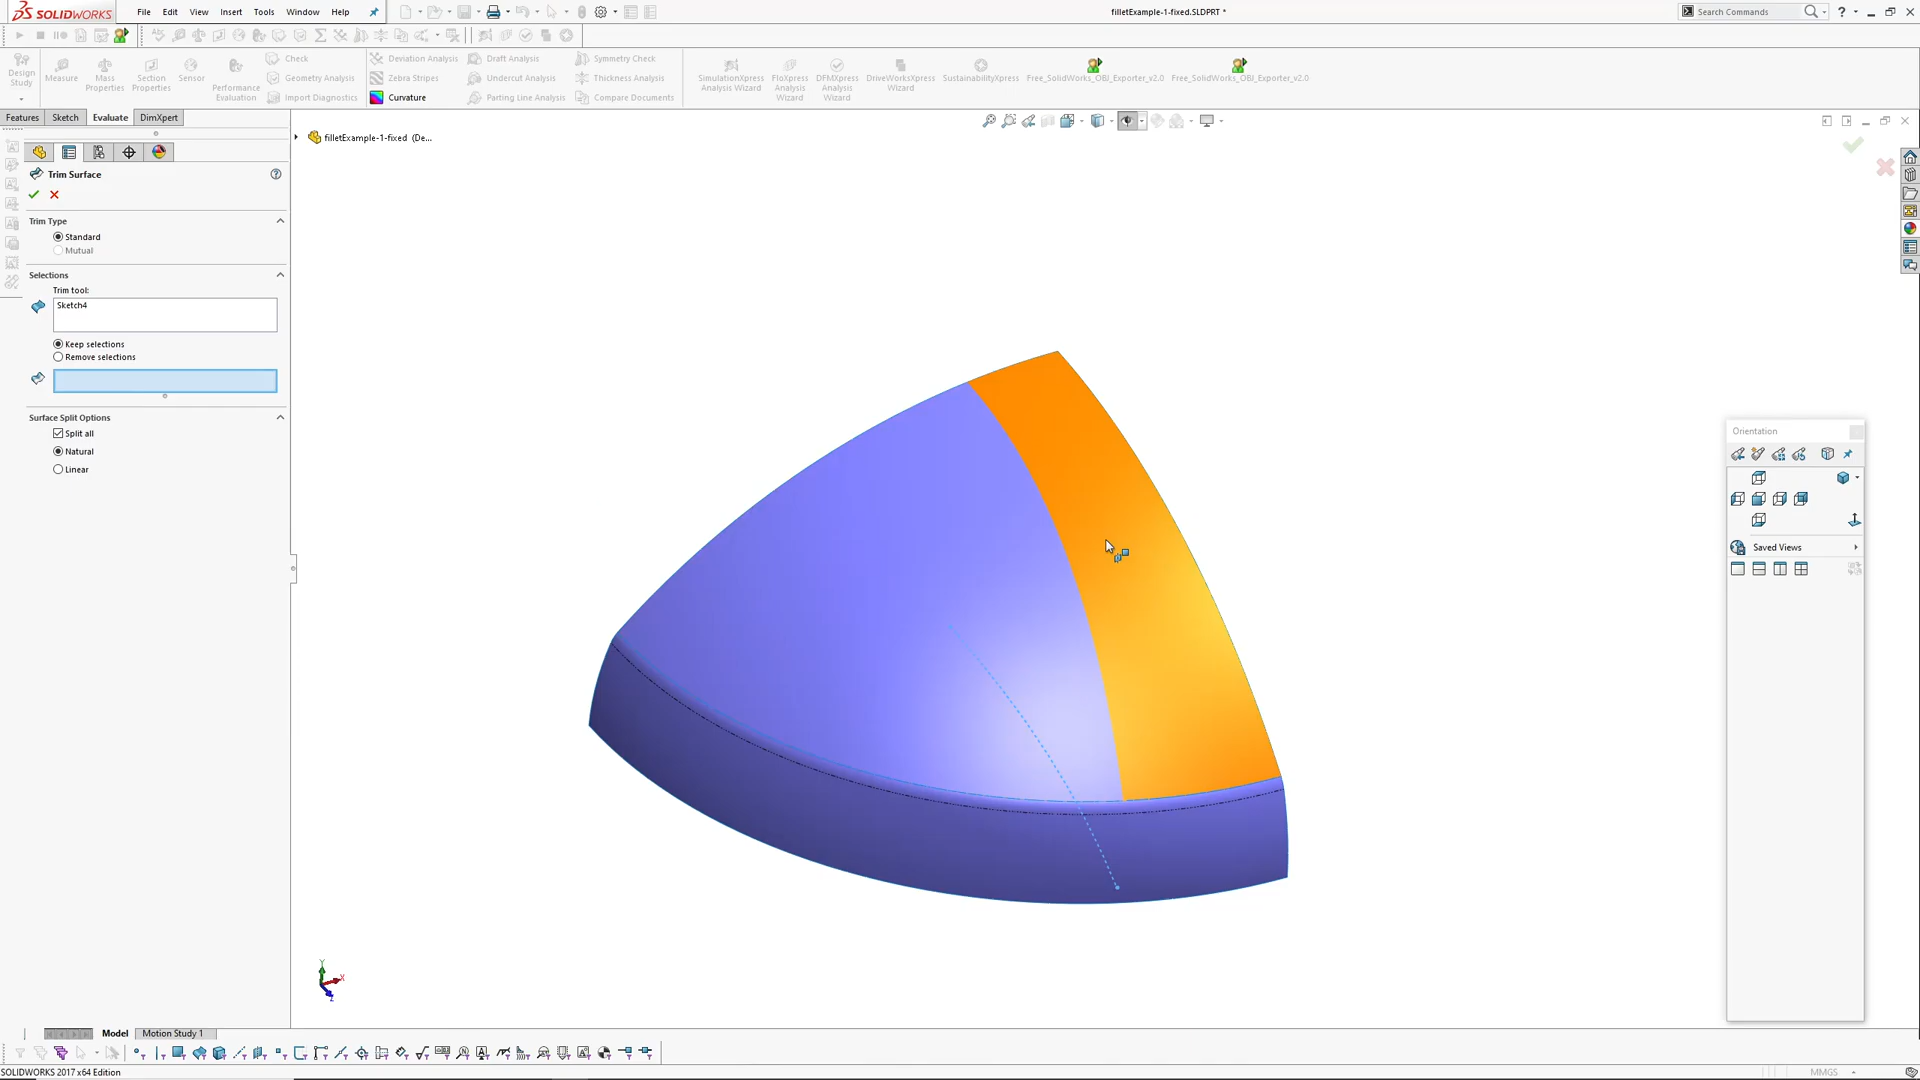 SOLIDWORKS File Edit View Insert Tools Window Help
filletExample-1-fixed.SLDPRT *
Search Commands
Design Study
Measure
Mass Properties
Section Properties
Sensor
Performance Evaluation
Check
Geometry Analysis
Import Diagnostics
Deviation Analysis
Zebra Stripes
Curvature
Draft Analysis
Undercut Analysis
Parting Line Analysis
Symmetry Check
Thickness Analysis
Compare Documents
SimulationXpress Analysis Wizard
FloXpress Analysis Wizard
DFMXpress Analysis Wizard
DriveWorksXpress Wizard
SustainabilityXpress
Free_SolidWorks_OBJ_Exporter_v2.0
Free_SolidWorks_OBJ_Exporter_v2.0
Features Sketch Evaluate DimXpert
filletExample-1-fixed (De...
Trim Surface
Trim Type
Standard
Mutual
Selections
Trim tool:
Sketch4
Keep selections
Remove selections
Surface Split Options
Split all
Natural
Linear
Orientation
Saved Views
Y
X
Z
Model Motion Study 1
SOLIDWORKS 2017 x64 Edition
MMGS